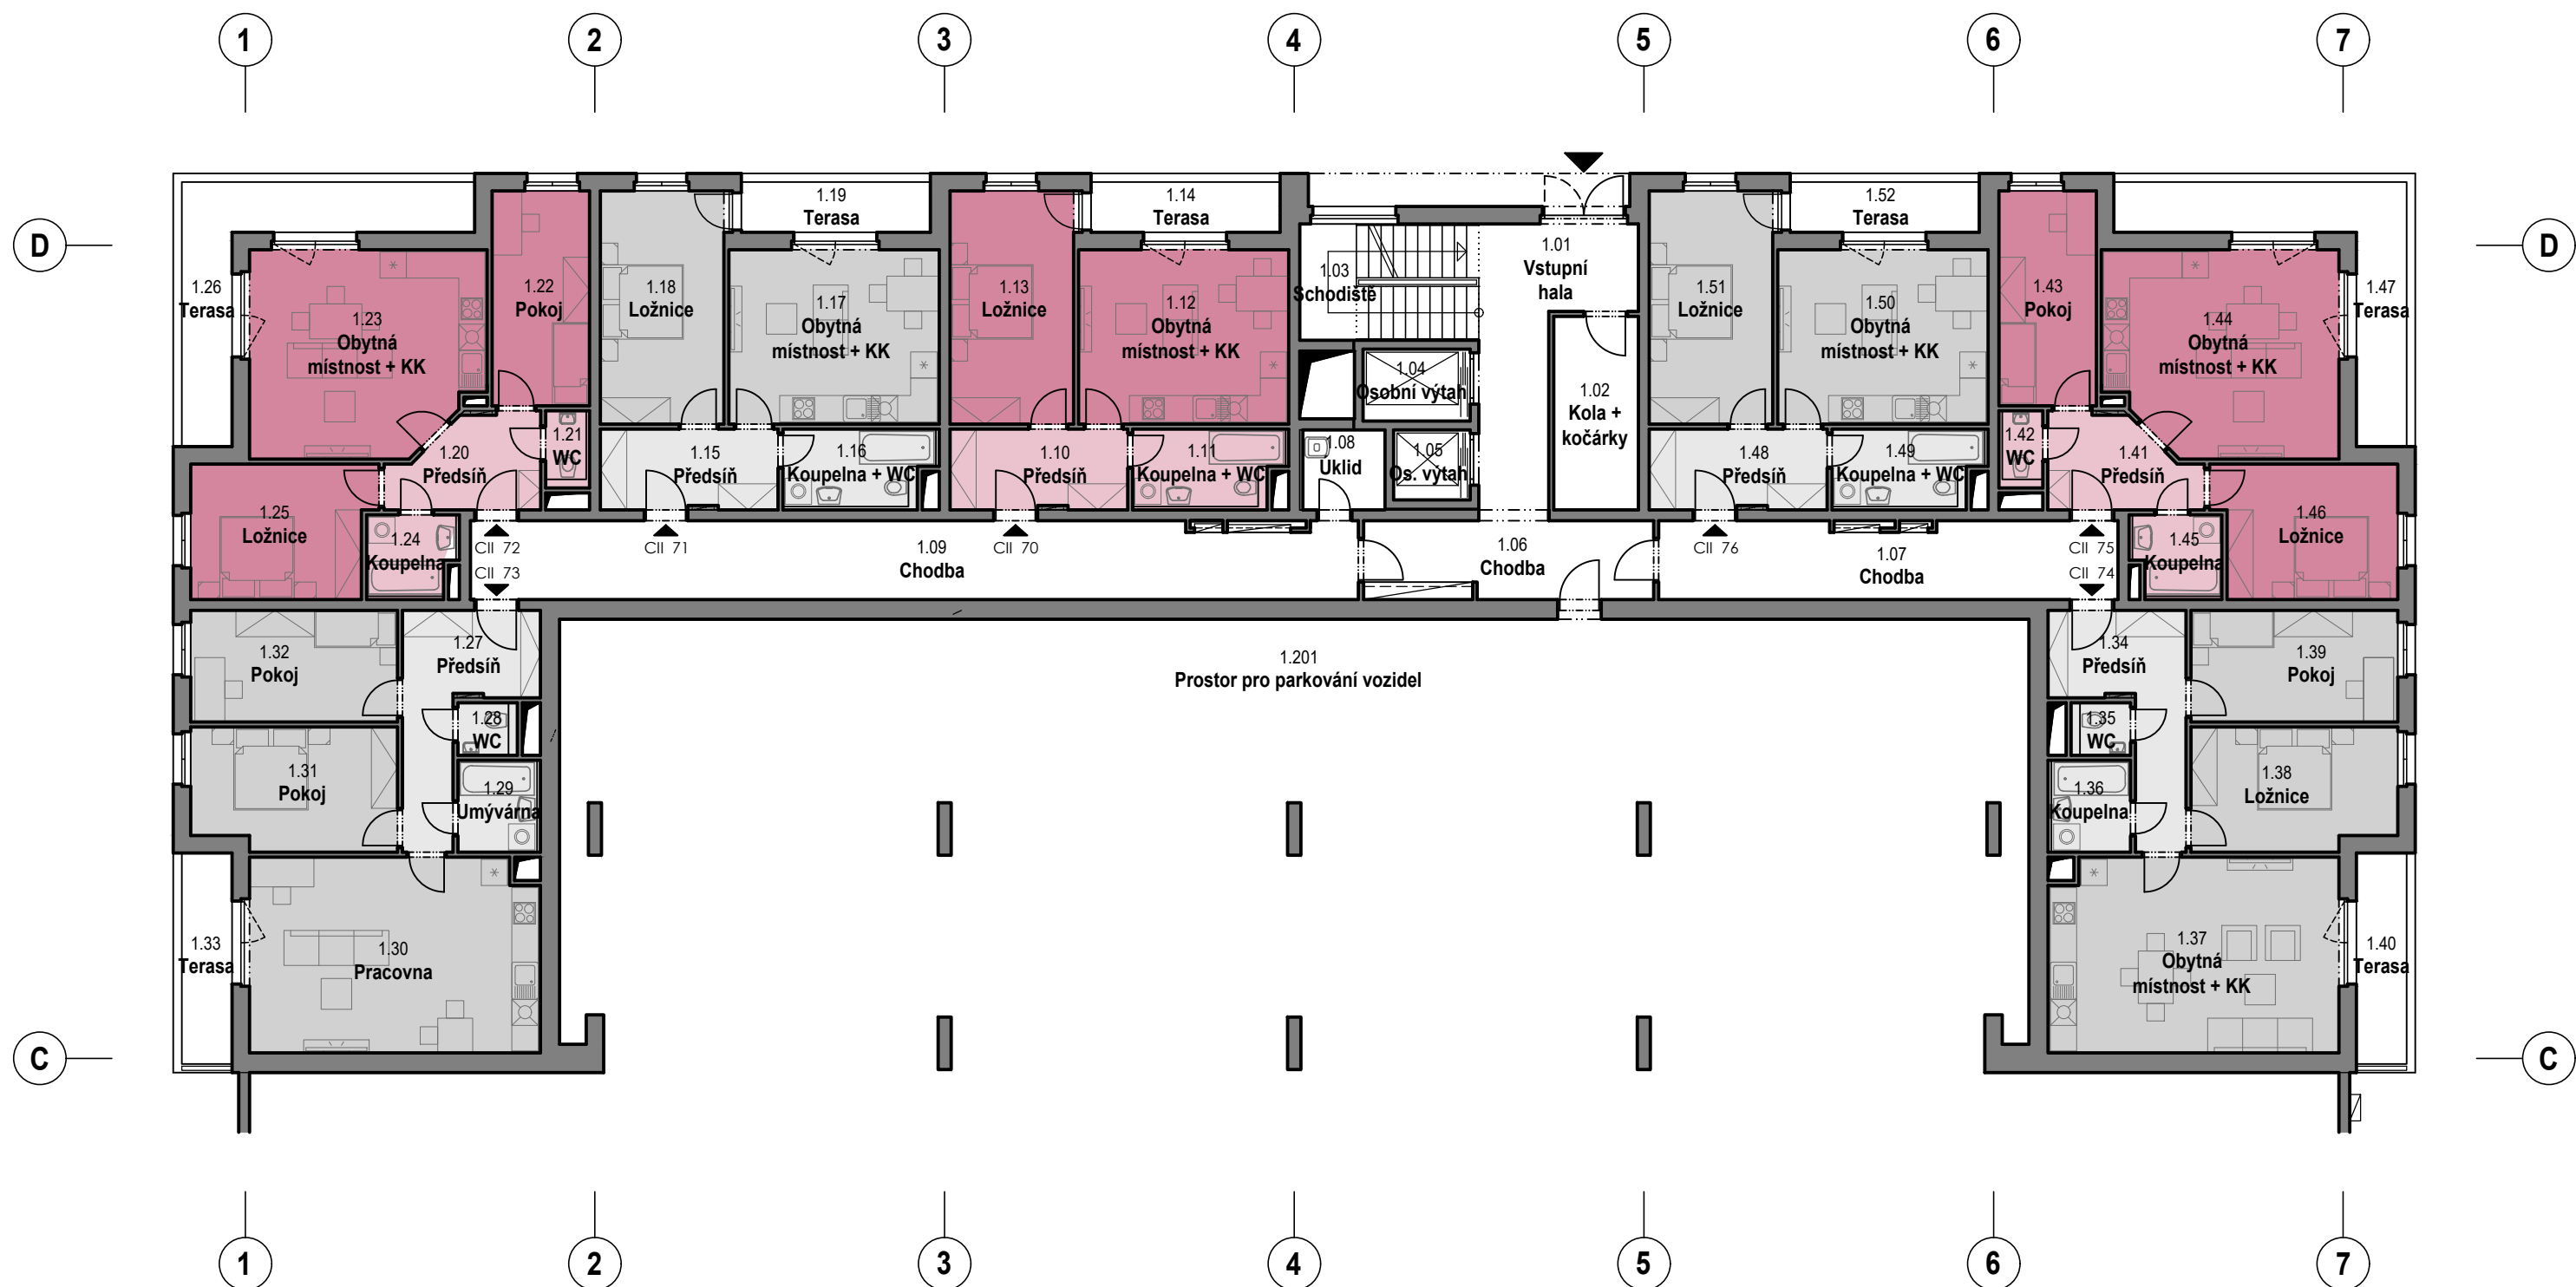 1
2
3
4
5
6
7
D
D
1.26
Terasa
1.23
Obytná
místnost + KK
1.22
Pokoj
1.18
Ložnice
1.19
Terasa
1.17
Obytná
místnost + KK
1.13
Ložnice
1.14
Terasa
1.12
Obytná
místnost + KK
1.03
Schodiště
1.01
Vstupní
hala
1.04
Osobní výtah
1.02
Kola +
kočárky
1.51
Ložnice
1.52
Terasa
1.50
Obytná
místnost + KK
1.43
Pokoj
1.44
Obytná
místnost + KK
1.47
Terasa
1.20
Předsíň
1.21
WC
1.15
Předsíň
1.16
Koupelna + WC
1.10
Předsíň
1.11
Koupelna + WC
1.08
Úklid
1.05
Os. výtah
1.48
Předsíň
1.49
Koupelna + WC
1.42
WC
1.41
Předsíň
1.25
Ložnice
1.24
Koupelna
CII 72
CII 73
CII 71
1.09
Chodba
CII 70
1.06
Chodba
CII 76
1.07
Chodba
CII 75
CII 74
1.45
Koupelna
1.46
Ložnice
1.32
Pokoj
1.27
Předsíň
1.201
Prostor pro parkování vozidel
1.34
Předsíň
1.39
Pokoj
1.28
WC
1.31
Pokoj
1.29
Umývárna
1.35
WC
1.36
Koupelna
1.38
Ložnice
1.33
Terasa
1.30
Pracovna
1.37
Obytná
místnost + KK
1.40
Terasa
C
C
1
2
3
4
5
6
7